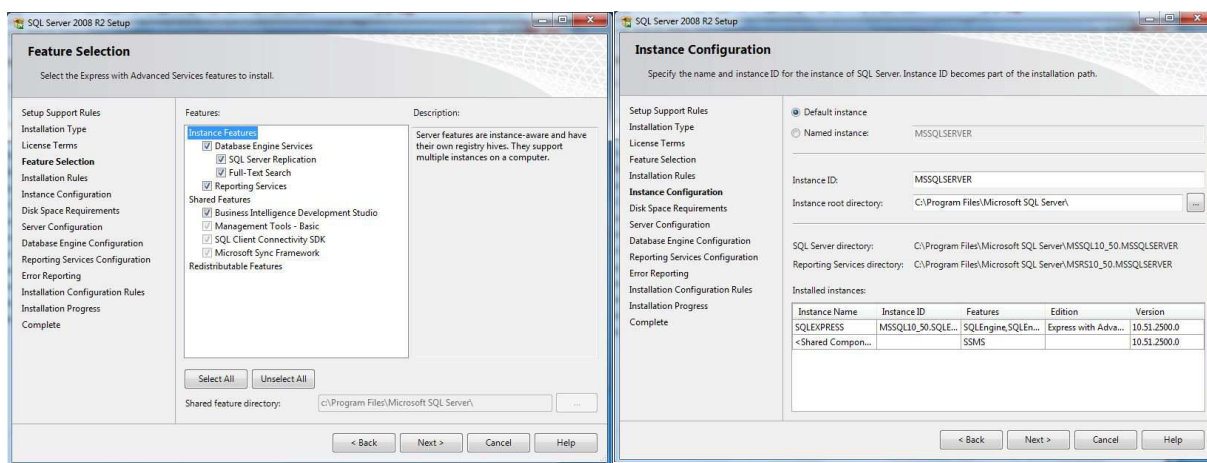 SQL Server 2008 R2 Setup
Feature Selection
Select the Express with Advanced Services features to install.
Setup Support Rules
Installation Type
License Terms
Feature Selection
Installation Rules
Instance Configuration
Disk Space Requirements
Server Configuration
Database Engine Configuration
Reporting Services Configuration
Error Reporting
Installation Configuration Rules
Installation Progress
Complete
Features:
Instance Features
Database Engine Services
SQL Server Replication
Full-Text Search
Reporting Services
Shared Features
Business Intelligence Development Studio
Management Tools - Basic
SQL Client Connectivity SDK
Microsoft Sync Framework
Redistributable Features
Description:
Server features are instance-aware and have
their own registry hives. They support
multiple instances on a computer.
Select All Unselect All
Shared feature directory: c:\Program Files\Microsoft SQL Server\ ...
< Back Next > Cancel Help
SQL Server 2008 R2 Setup
Instance Configuration
Specify the name and instance ID for the instance of SQL Server. Instance ID becomes part of the installation path.
Setup Support Rules
Installation Type
License Terms
Feature Selection
Installation Rules
Instance Configuration
Disk Space Requirements
Server Configuration
Database Engine Configuration
Reporting Services Configuration
Error Reporting
Installation Configuration Rules
Installation Progress
Complete
Default instance
Named instance: MSSQLSERVER
Instance ID: MSSQLSERVER
Instance root directory: C:\Program Files\Microsoft SQL Server\ ...
SQL Server directory: C:\Program Files\Microsoft SQL Server\MSSQL10_50.MSSQLSERVER
Reporting Services directory: C:\Program Files\Microsoft SQL Server\MSRS10_50.MSSQLSERVER
Installed instances:
Instance Name Instance ID Features Edition Version
SQLEXPRESS MSSQL10_50.SQLE... SQLEngine,SQLEn... Express with Adva... 10.51.2500.0
<Shared Compon... SSMS 10.51.2500.0
< Back Next > Cancel Help